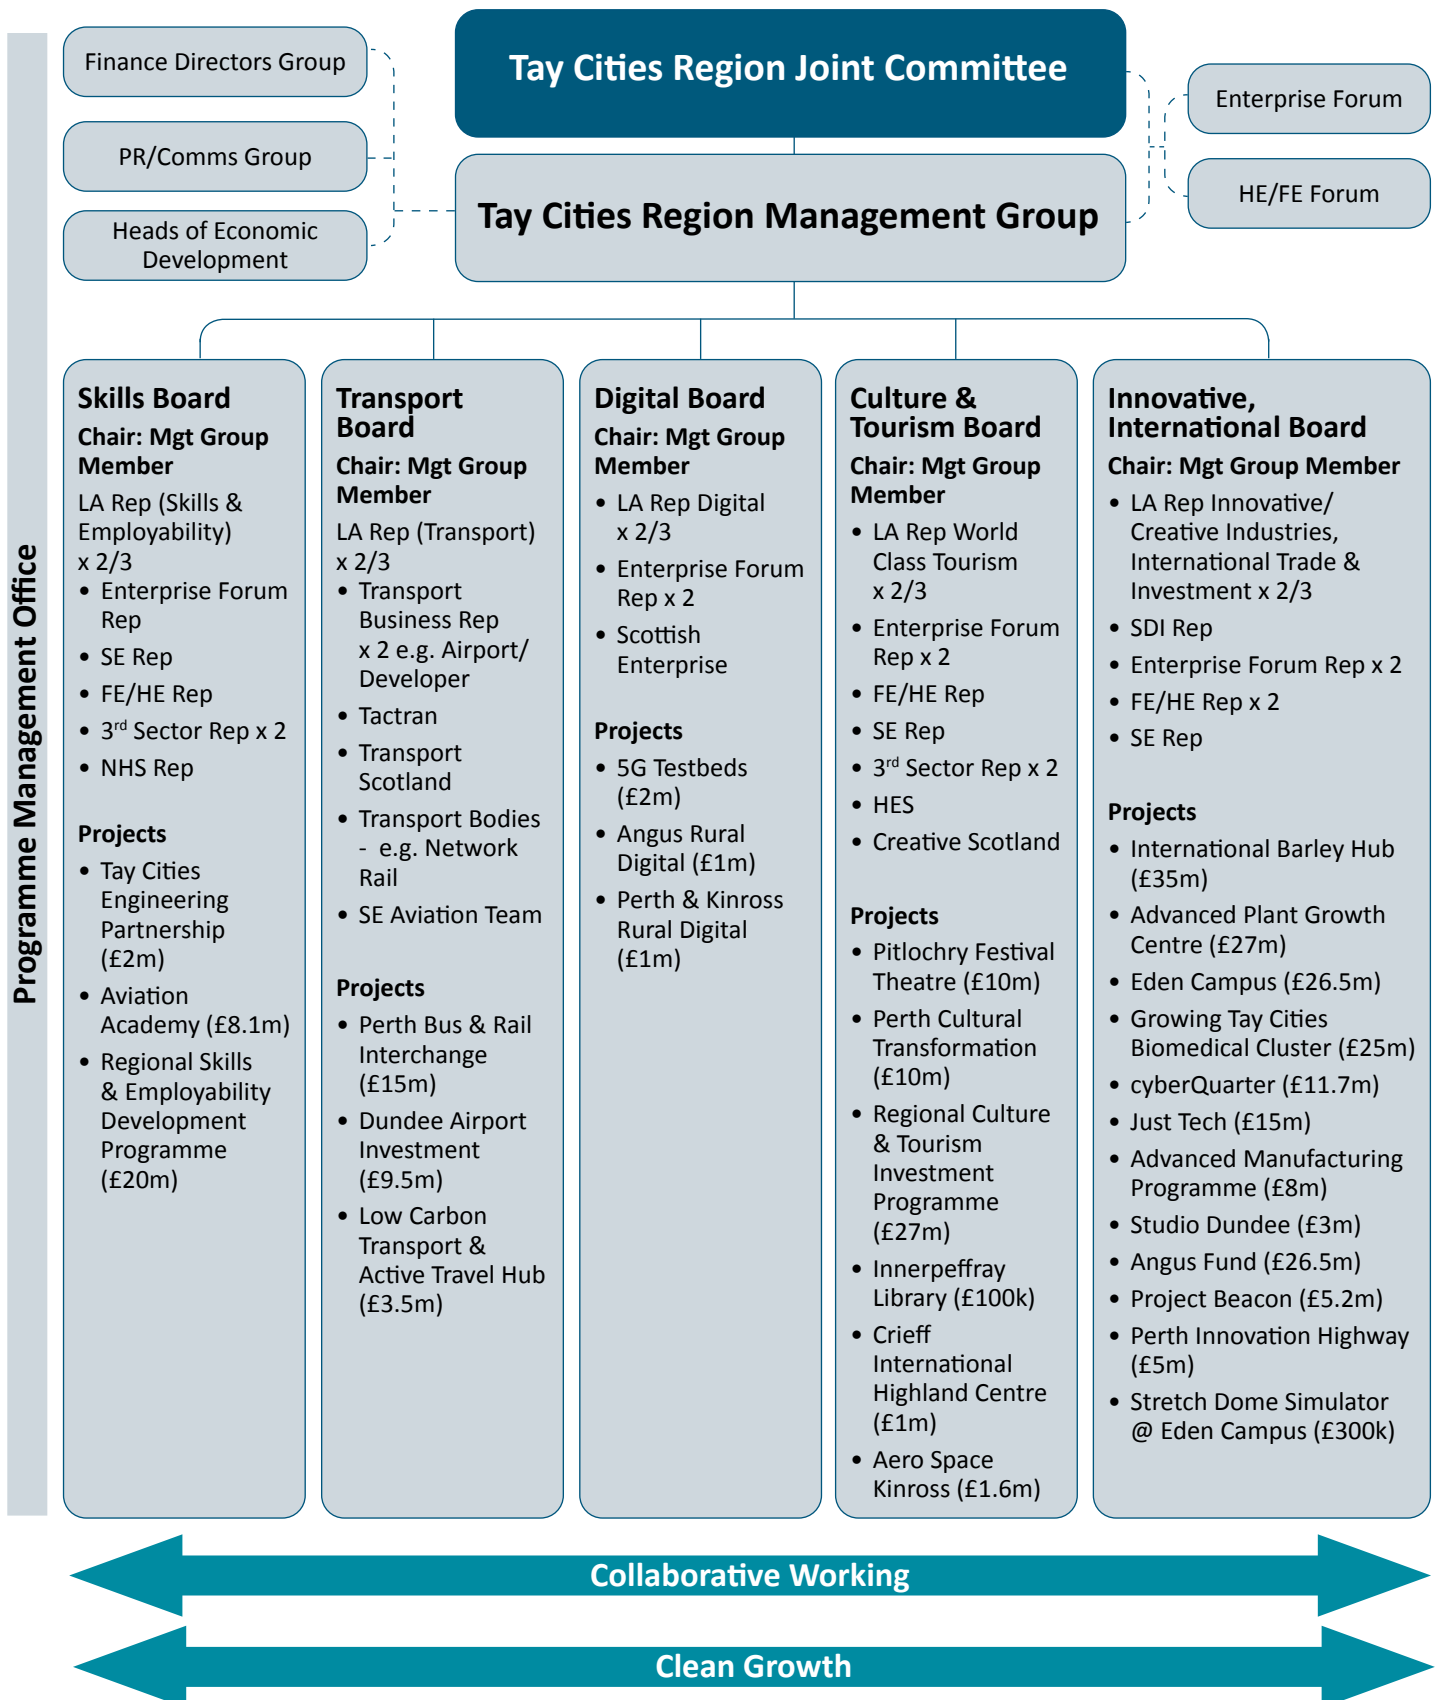 Tay Cities Region Joint Committee
Finance Directors Group
PR/Comms Group
Heads of Economic
Development
Enterprise Forum
HE/FE Forum
Tay Cities Region Management Group
Programme Management Office
Skills Board
Chair: Mgt Group
Member
LA Rep (Skills &
Employability)
x 2/3
• Enterprise Forum
Rep
• SE Rep
• FE/HE Rep
• 3rd Sector Rep x 2
• NHS Rep
Projects
• Tay Cities
Engineering
Partnership
(£2m)
• Aviation
Academy (£8.1m)
• Regional Skills
& Employability
Development
Programme
(£20m)
Transport
Board
Chair: Mgt Group
Member
LA Rep (Transport)
x 2/3
• Transport
Business Rep
x 2 e.g. Airport/
Developer
• Tactran
• Transport
Scotland
• Transport Bodies
- e.g. Network
Rail
• SE Aviation Team
Projects
• Perth Bus & Rail
Interchange
(£15m)
• Dundee Airport
Investment
(£9.5m)
• Low Carbon
Transport &
Active Travel Hub
(£3.5m)
Digital Board
Chair: Mgt Group
Member
• LA Rep Digital
x 2/3
• Enterprise Forum
Rep x 2
• Scottish
Enterprise
Projects
• 5G Testbeds
(£2m)
• Angus Rural
Digital (£1m)
• Perth & Kinross
Rural Digital
(£1m)
Culture &
Tourism Board
Chair: Mgt Group
Member
• LA Rep World
Class Tourism
x 2/3
• Enterprise Forum
Rep x 2
• FE/HE Rep
• SE Rep
• 3rd Sector Rep x 2
• HES
• Creative Scotland
Projects
• Pitlochry Festival
Theatre (£10m)
• Perth Cultural
Transformation
(£10m)
• Regional Culture
& Tourism
Investment
Programme
(£27m)
• Innerpeffray
Library (£100k)
• Crieff
International
Highland Centre
(£1m)
• Aero Space
Kinross (£1.6m)
Innovative,
International Board
Chair: Mgt Group Member
• LA Rep Innovative/
Creative Industries,
International Trade &
Investment x 2/3
• SDI Rep
• Enterprise Forum Rep x 2
• FE/HE Rep x 2
• SE Rep
Projects
• International Barley Hub
(£35m)
• Advanced Plant Growth
Centre (£27m)
• Eden Campus (£26.5m)
• Growing Tay Cities
Biomedical Cluster (£25m)
• cyberQuarter (£11.7m)
• Just Tech (£15m)
• Advanced Manufacturing
Programme (£8m)
• Studio Dundee (£3m)
• Angus Fund (£26.5m)
• Project Beacon (£5.2m)
• Perth Innovation Highway
(£5m)
• Stretch Dome Simulator
@ Eden Campus (£300k)
Collaborative Working
Clean Growth